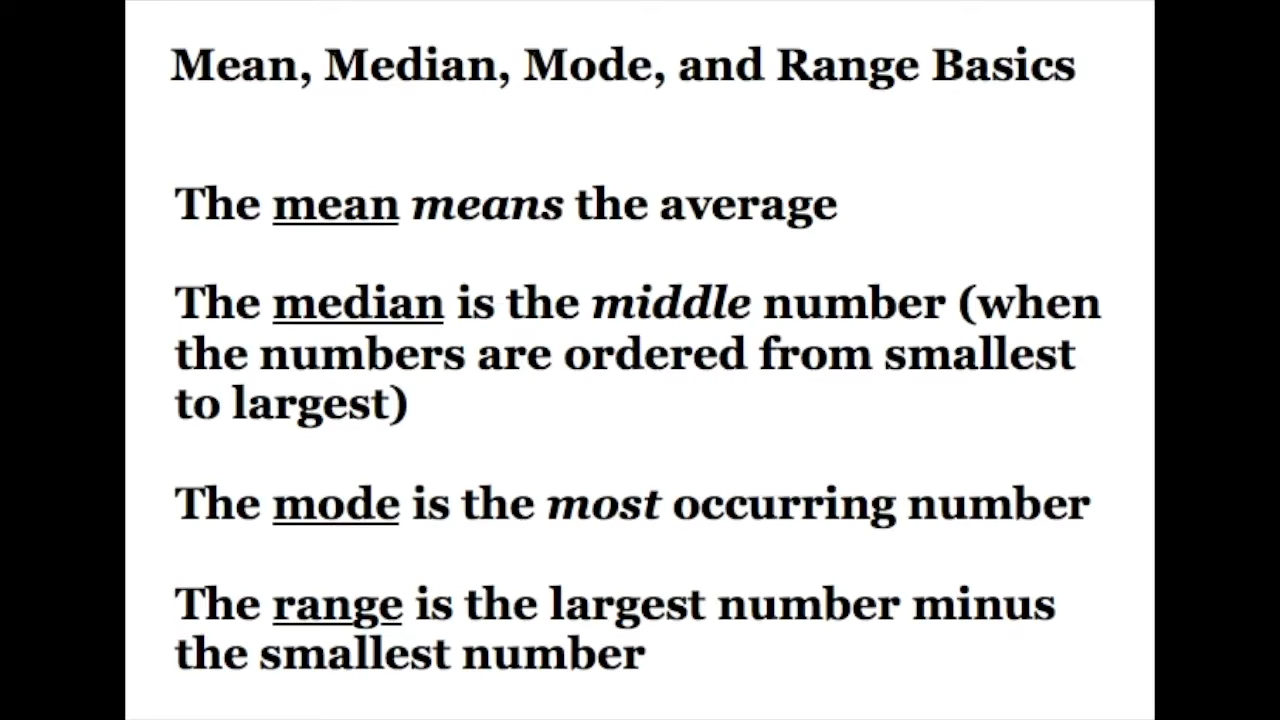 Mean, Median, Mode, and Range Basics
The mean means the average
The median is the middle number (when
the numbers are ordered from smallest
to largest)
The mode is the most occurring number
The range is the largest number minus
the smallest number